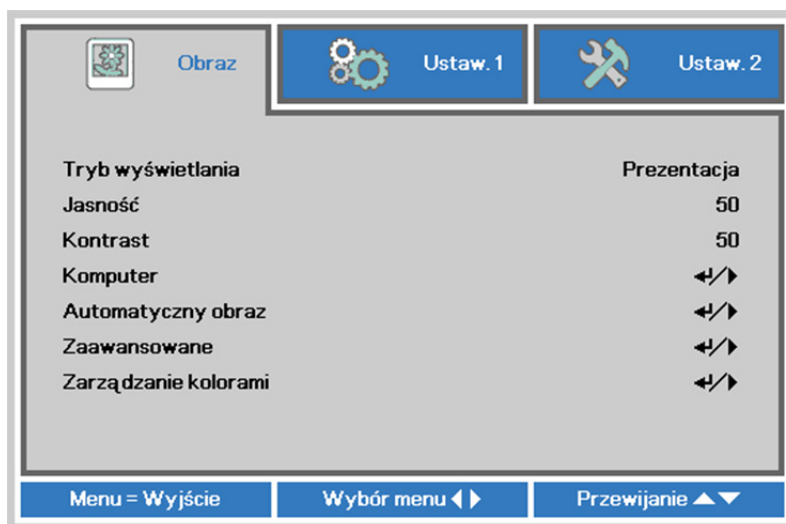 Obraz Ustaw. 1 Ustaw. 2
Tryb wyświetlania Prezentacja
Jasność 50
Kontrast 50
Komputer
Automatyczny obraz
Zaawansowane
Zarządzanie kolorami
Menu = Wyjście Wybór menu Przewijanie